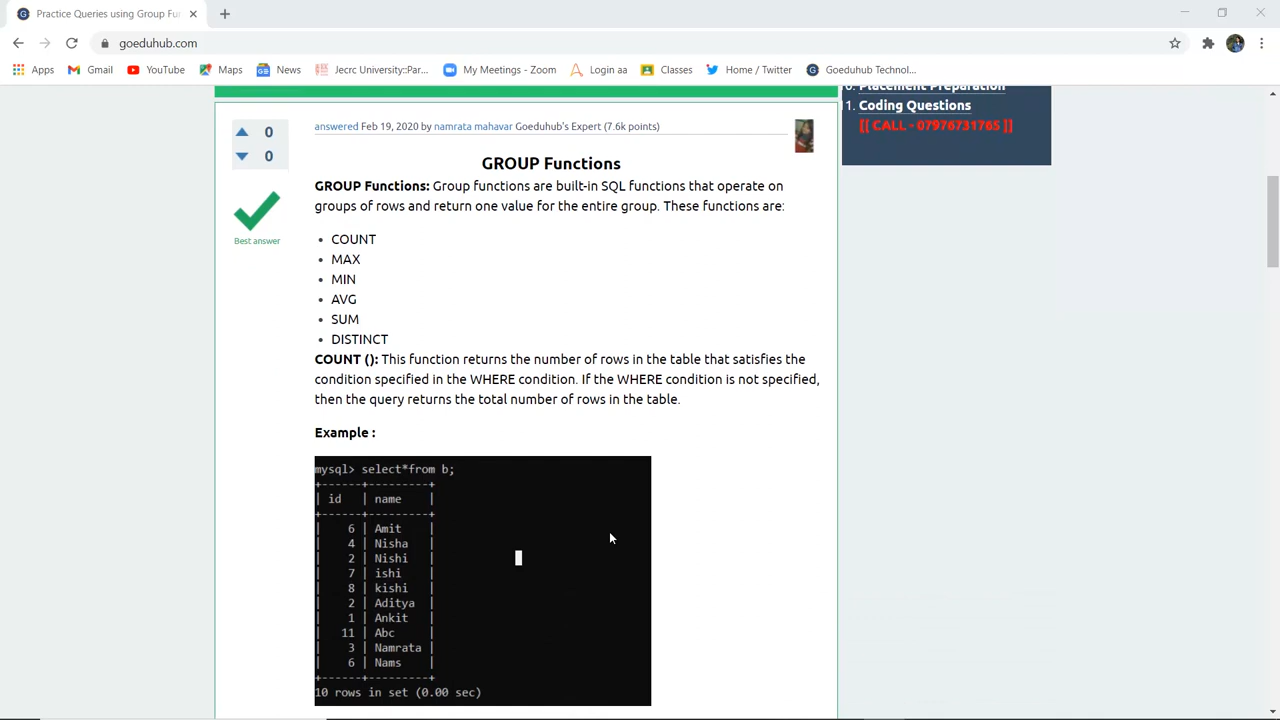 Practice Queries using Group Fu
goeduhub.com
Apps
Gmail
YouTube
Maps
News
Jecrc University::Par...
My Meetings - Zoom
Login aa
Classes
Home / Twitter
Goeduhub Technol...
10. Placement Preparation
11. Coding Questions
[[ CALL - 07976731765 ]]
0
0
Best answer
answered Feb 19, 2020 by namrata mahavar Goeduhub's Expert (7.6k points)
GROUP Functions
GROUP Functions: Group functions are built-in SQL functions that operate on
groups of rows and return one value for the entire group. These functions are:
• COUNT
• MAX
• MIN
• AVG
• SUM
• DISTINCT
COUNT (): This function returns the number of rows in the table that satisfies the
condition specified in the WHERE condition. If the WHERE condition is not specified,
then the query returns the total number of rows in the table.
Example :
mysql> select*from b;
+------+---------+
| id | name |
+------+---------+
| 6 | Amit |
| 4 | Nisha |
| 2 | Nishi |
| 7 | ishi |
| 8 | kishi |
| 2 | Aditya |
| 1 | Ankit |
| 11 | Abc |
| 3 | Namrata |
| 6 | Nams |
+------+---------+
10 rows in set (0.00 sec)